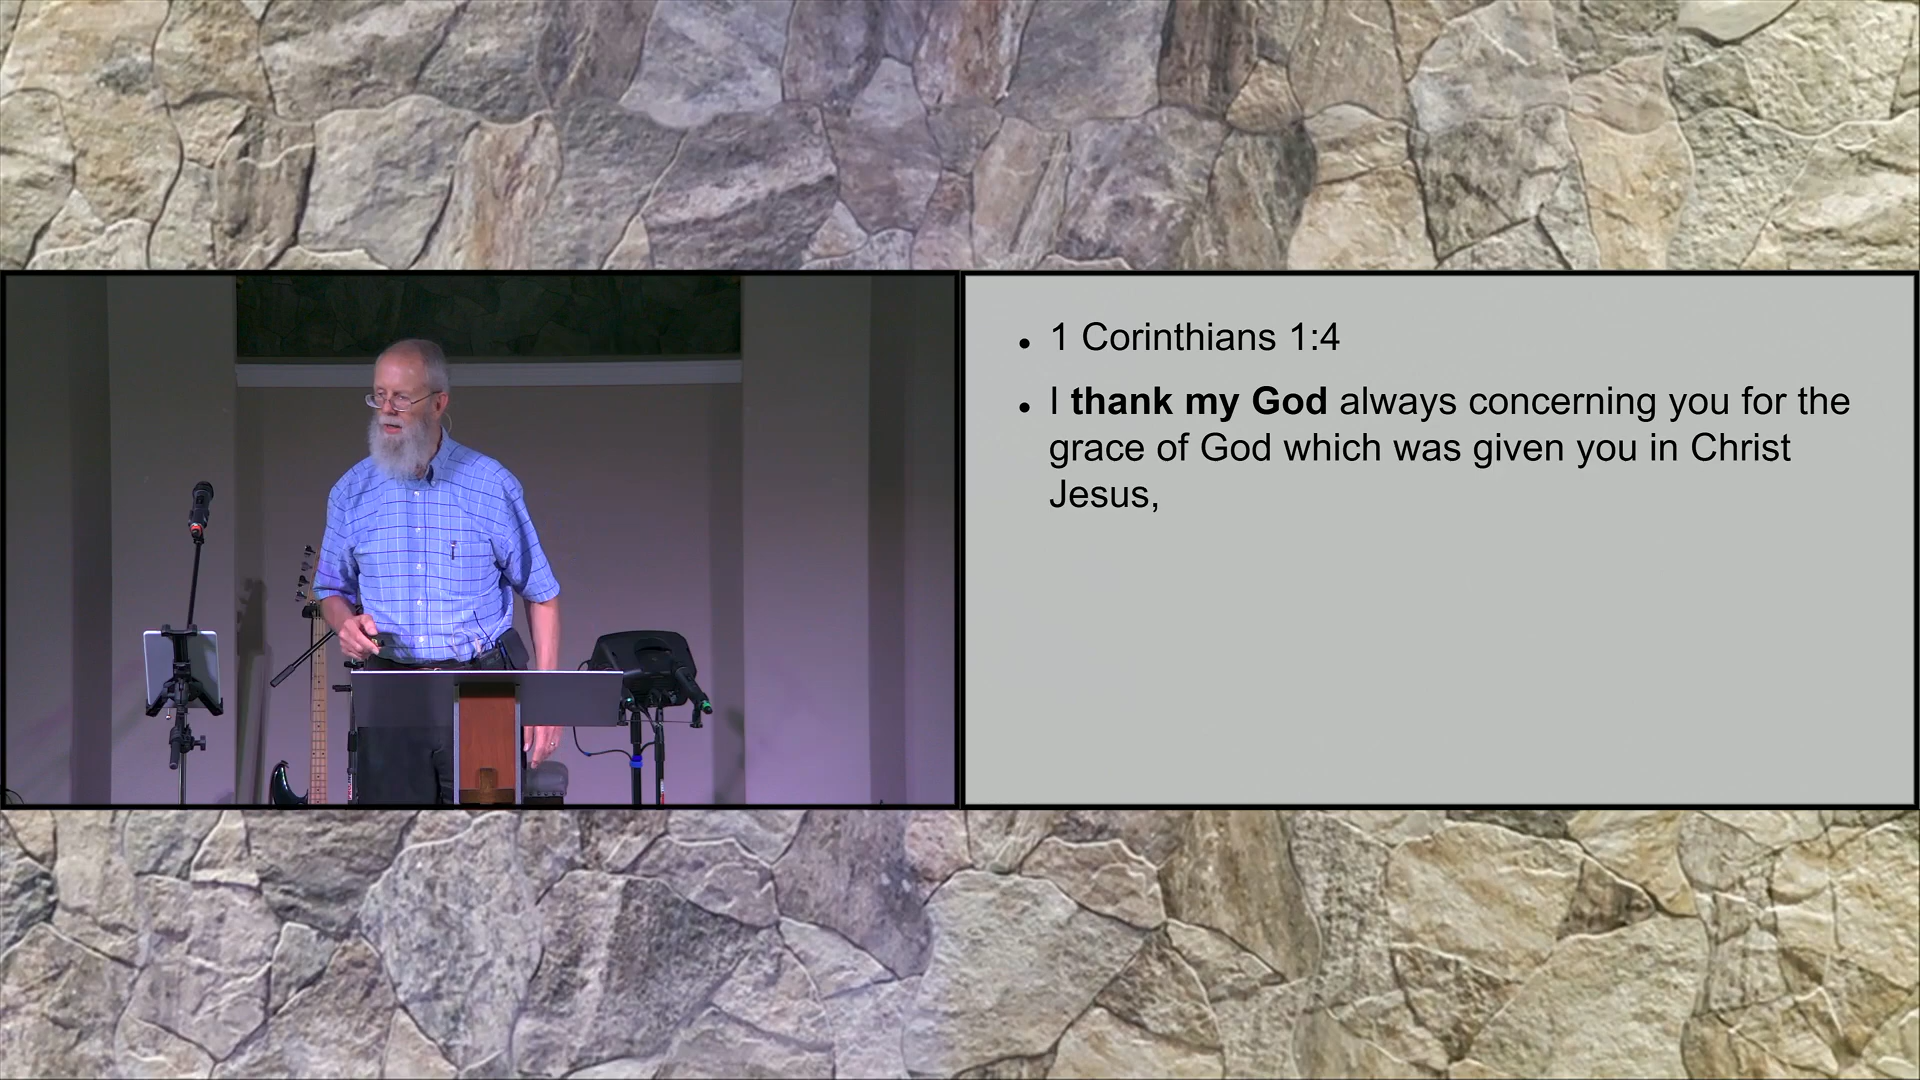 1 Corinthians 1:4
I thank my God always concerning you for the
grace of God which was given you in Christ
Jesus,